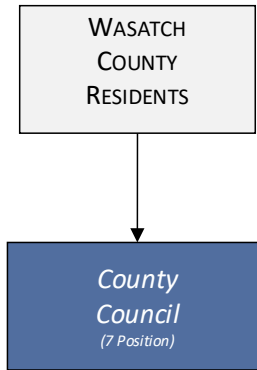 WASATCH
COUNTY
RESIDENTS
County
Council
(7 Position)